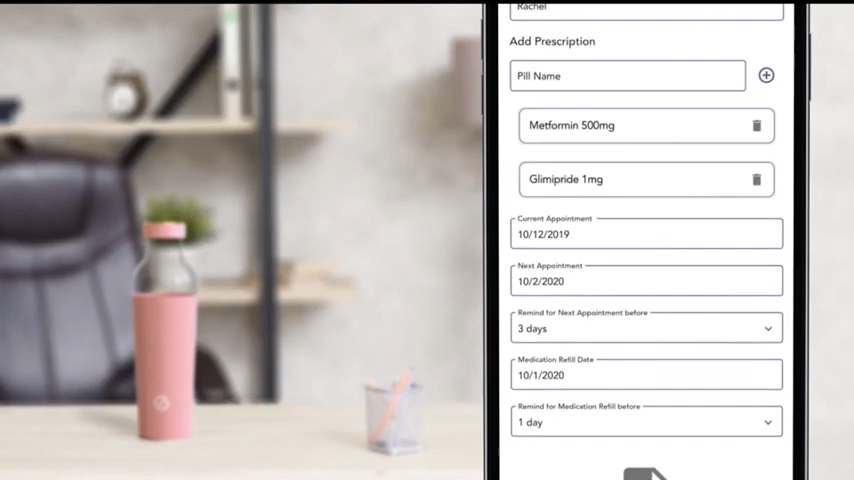 Rachel
Add Prescription
Pill Name
Metformin 500mg
Glimipride 1mg
Current Appointment
10/12/2019
Next Appointment
10/2/2020
Remind for Next Appointment before
3 days
Medication Refill Date
10/1/2020
Remind for Medication Refill before
1 day